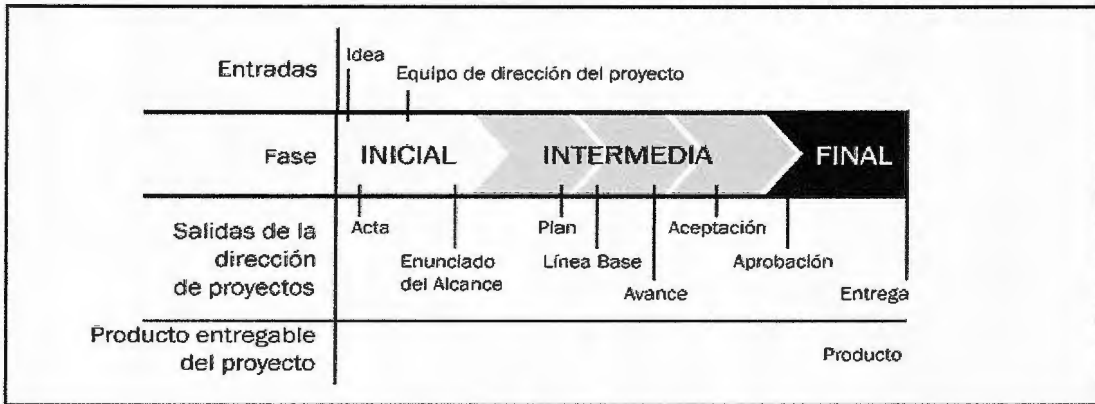 Entradas
Idea
Equipo de dirección del proyecto
Fase
INICIAL
INTERMEDIA
FINAL
Salidas de la
dirección
de proyectos
Acta
Enunciado
del Alcance
Plan
Línea Base
Avance
Aceptación
Aprobación
Entrega
Producto entregable
del proyecto
Producto